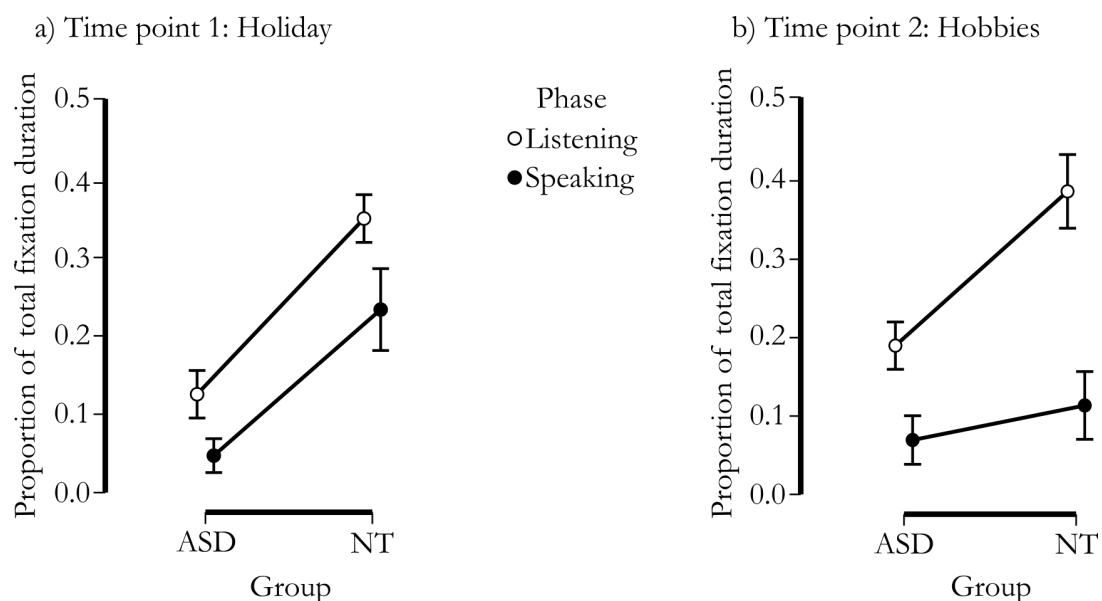 a) Time point 1: Holiday
Proportion of total fixation duration
0.5
0.4
0.3
0.2
0.1
0.0
ASD
NT
Group
Phase
Listening
Speaking
b) Time point 2: Hobbies
Proportion of total fixation duration
0.5
0.4
0.3
0.2
0.1
0.0
ASD
NT
Group